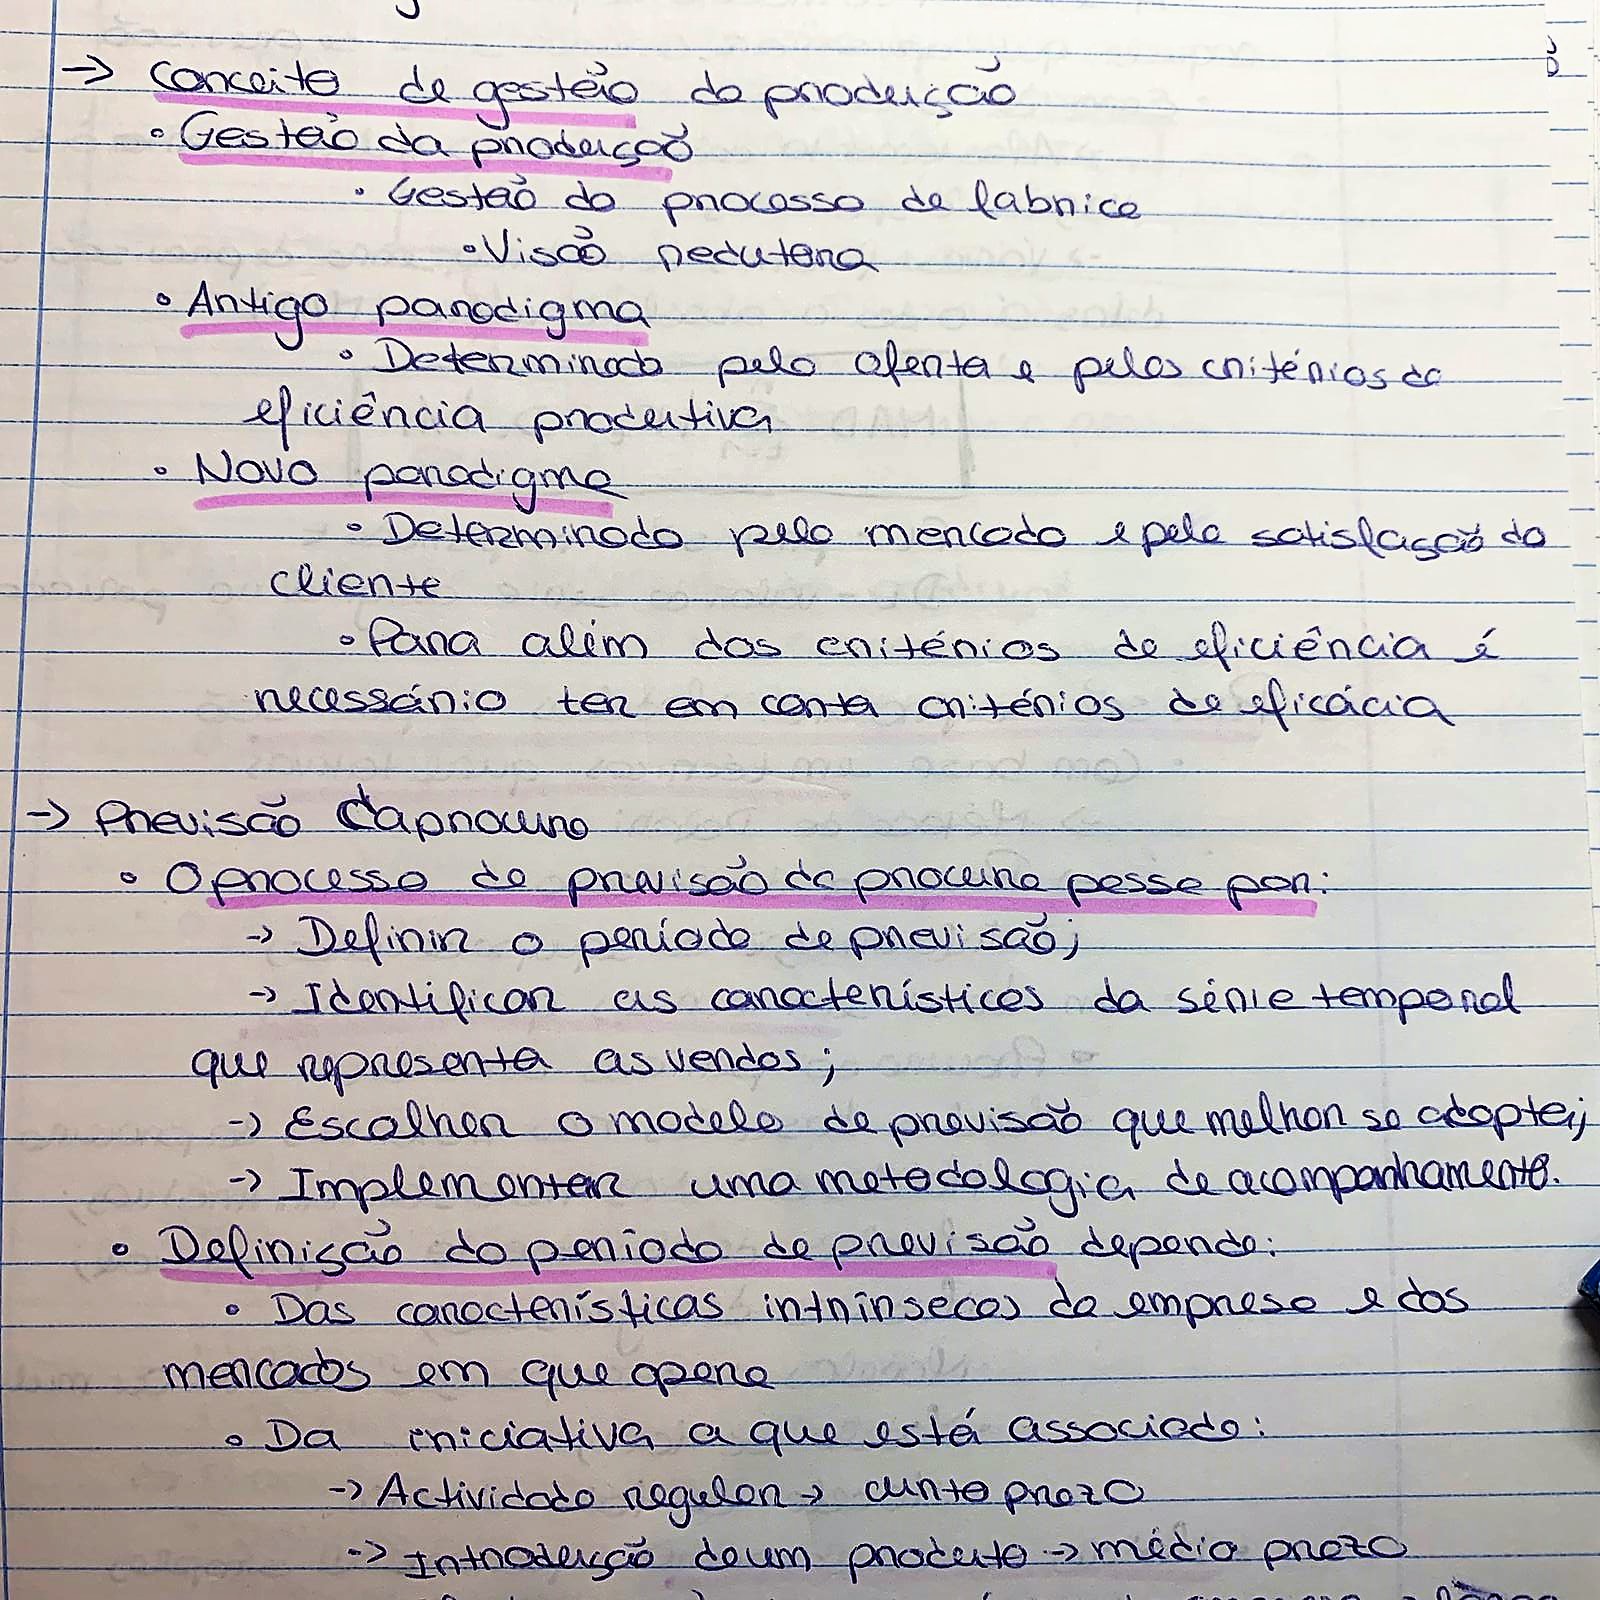 → Conceito de gestão da produção
• Gestão da produção
• Gestão do processo de fabrico
• Visão redutora
• Antigo paradigma
• Determinado pela oferta e pelos critérios de
eficiência produtiva
• Novo paradigma
• Determinado pelo mercado e pela satisfação do
cliente
• Para além dos critérios de eficiência é
necessário ter em conta critérios de eficácia
→ Previsão da procura
• O processo de previsão da procura passa por:
→ Definir o período de previsão;
→ Identificar as características da série temporal
que representa as vendas;
→ Escolher o modelo de previsão que melhor se adapte;
→ Implementar uma metodologia de acompanhamento.
• Definição do período de previsão depende:
• Das características intrínsecas da empresa e dos
mercados em que opera
• Da iniciativa a que está associado:
→ Actividade regular → curto prazo
→ Introdução de um produto → médio prazo